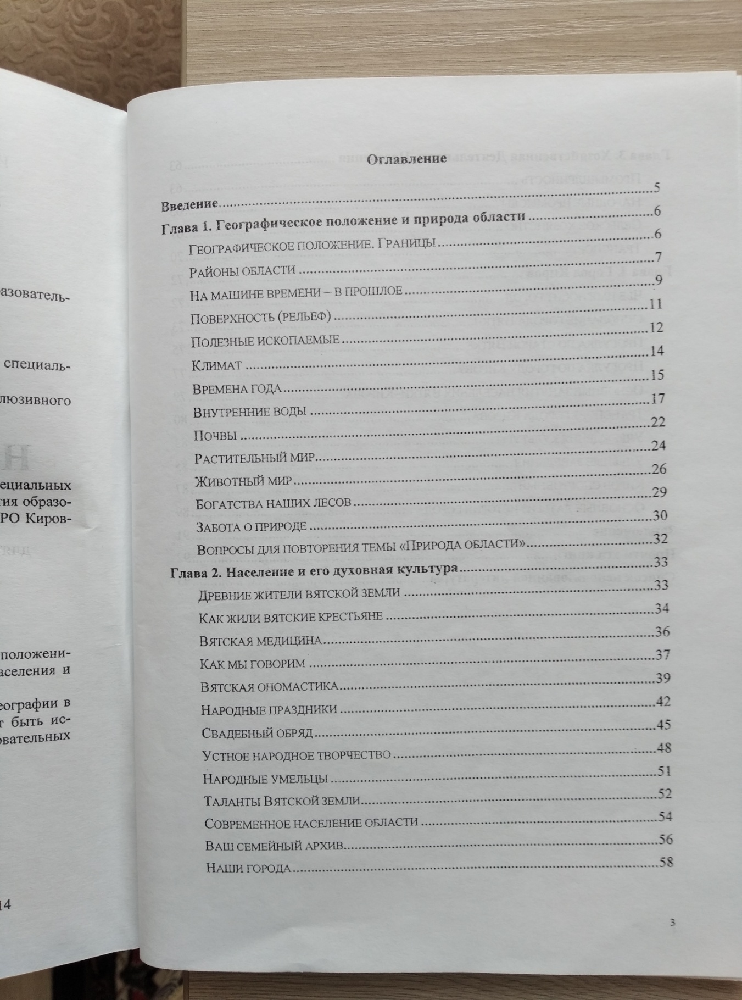 азователь-
специаль-
люзивного
Н
ециальных
тия образо-
РО Киров-
положени-
аселения и
еографии в
т быть ис-
овательных
14
Оглавление
Введение..........5
Глава 1. Географическое положение и природа области..........6
Географическое положение. Границы..........6
Районы области..........7
На машине времени – в прошлое..........9
Поверхность (рельеф)..........11
Полезные ископаемые..........12
Климат..........14
Времена года..........15
Внутренние воды..........17
Почвы..........22
Растительный мир..........24
Животный мир..........26
Богатства наших лесов..........29
Забота о природе..........30
Вопросы для повторения темы «Природа области»..........32
Глава 2. Население и его духовная культура..........33
Древние жители вятской земли..........33
Как жили вятские крестьяне..........34
Вятская медицина..........36
Как мы говорим..........37
Вятская ономастика..........39
Народные праздники..........42
Свадебный обряд..........45
Устное народное творчество..........48
Народные умельцы..........51
Таланты Вятской земли..........52
Современное население области..........54
Ваш семейный архив..........56
Наши города..........58
3